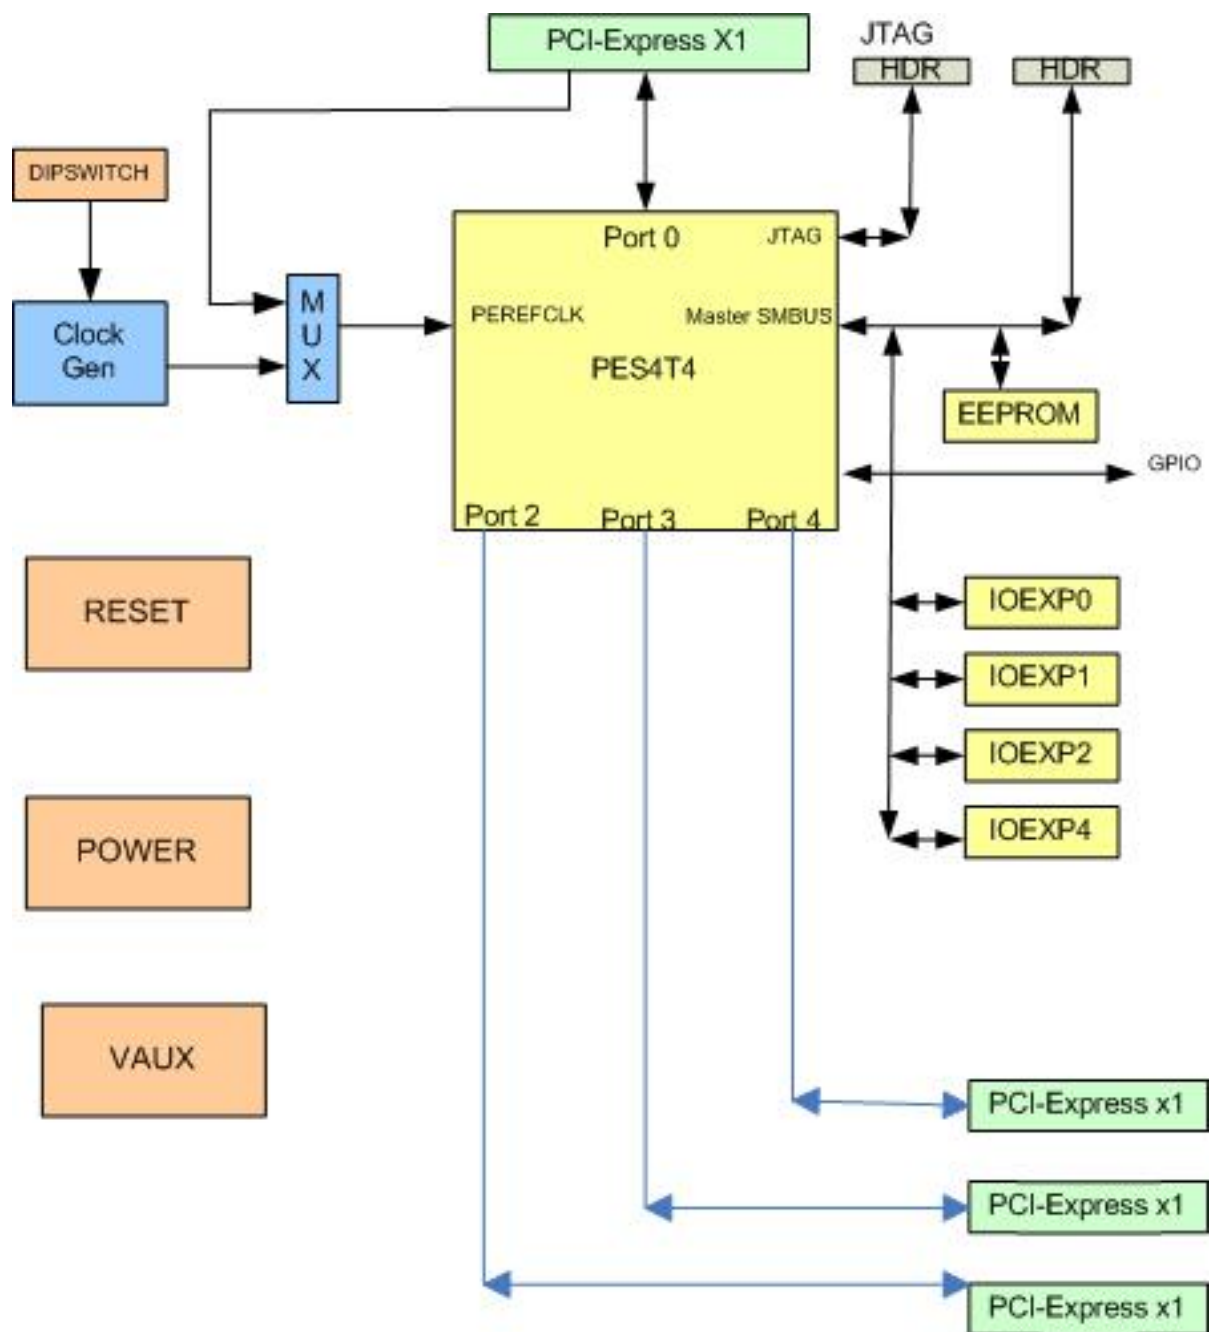 PCI-Express X1
JTAG
HDR
HDR
DIPSWITCH
Port 0
JTAG
M
U
X
PEREFCLK
Master SMBUS
Clock
Gen
PES4T4
EEPROM
GPIO
Port 2
Port 3
Port 4
RESET
IOEXP0
IOEXP1
IOEXP2
IOEXP4
POWER
VAUX
PCI-Express x1
PCI-Express x1
PCI-Express x1